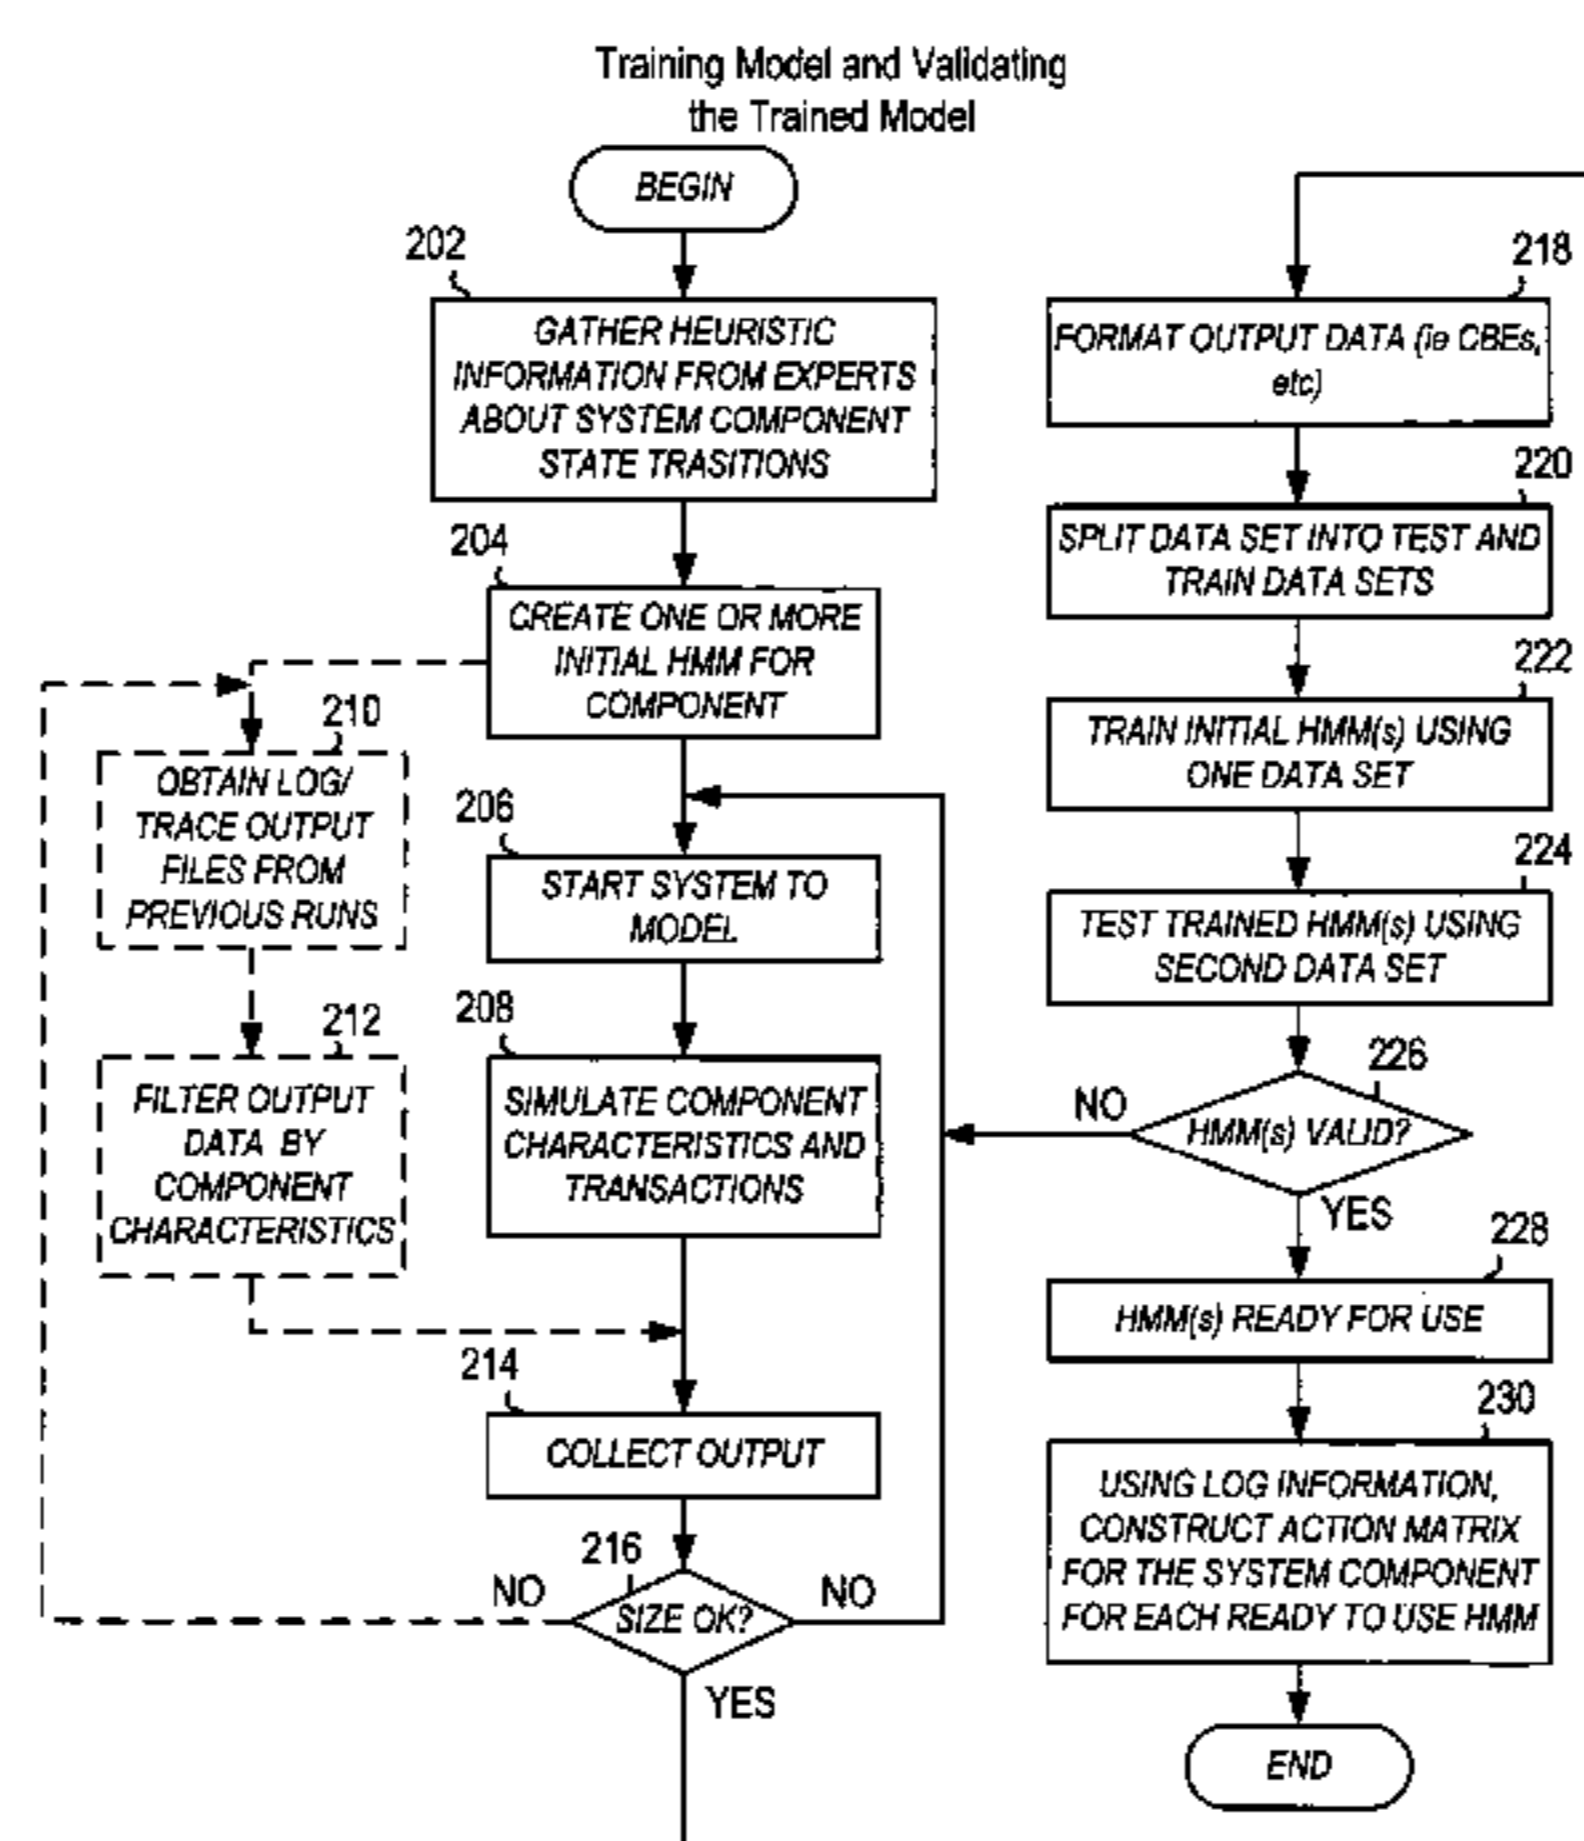 Training Model and Validating
the Trained Model
BEGIN
202
GATHER HEURISTIC
INFORMATION FROM EXPERTS
ABOUT SYSTEM COMPONENT
STATE TRASITIONS
204
CREATE ONE OR MORE
INITIAL HMM FOR
COMPONENT
210
OBTAIN LOG/
TRACE OUTPUT
FILES FROM
PREVIOUS RUNS
206
START SYSTEM TO
MODEL
212
FILTER OUTPUT
DATA BY
COMPONENT
CHARACTERISTICS
208
SIMULATE COMPONENT
CHARACTERISTICS AND
TRANSACTIONS
214
COLLECT OUTPUT
216
NO
SIZE OK?
NO
YES
218
FORMAT OUTPUT DATA (ie CBEs,
etc)
220
SPLIT DATA SET INTO TEST AND
TRAIN DATA SETS
222
TRAIN INITIAL HMM(s) USING
ONE DATA SET
224
TEST TRAINED HMM(s) USING
SECOND DATA SET
226
NO
HMM(s) VALID?
YES
228
HMM(s) READY FOR USE
230
USING LOG INFORMATION,
CONSTRUCT ACTION MATRIX
FOR THE SYSTEM COMPONENT
FOR EACH READY TO USE HMM
END